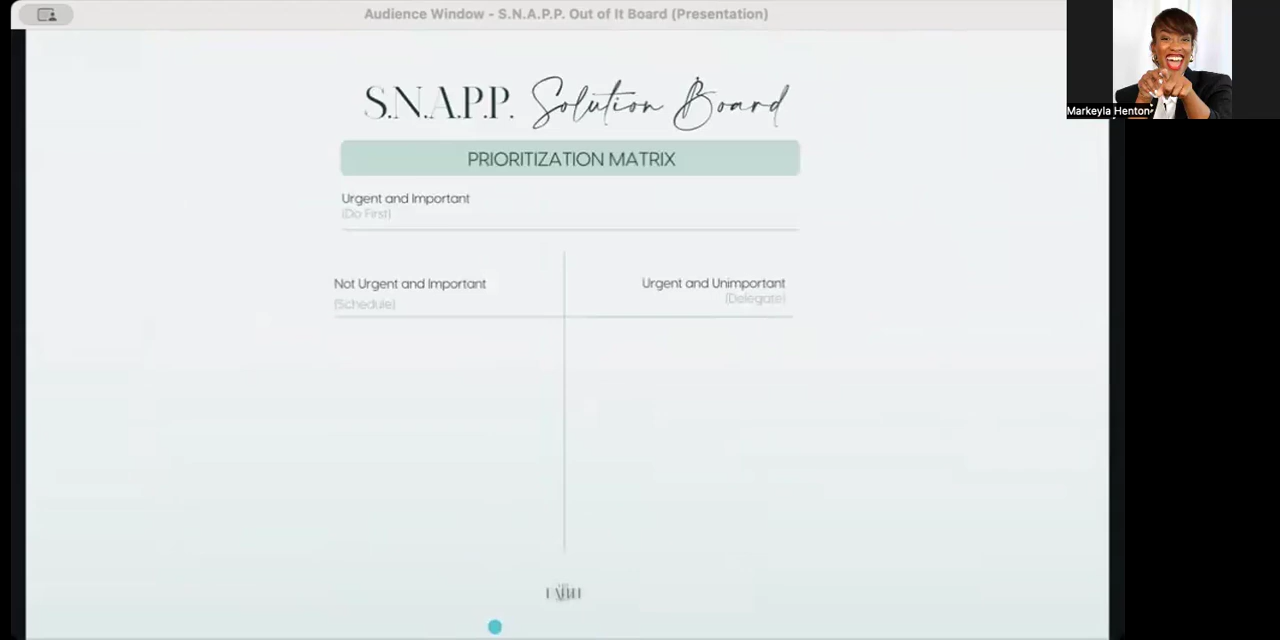 Audience Window - S.N.A.P.P. Out of It Board (Presentation)
Markeyla Henton
S.N.A.P.P. Solution Board
PRIORITIZATION MATRIX
Urgent and Important
(Do First)
Not Urgent and Important
(Schedule)
Urgent and Unimportant
(Delegate)